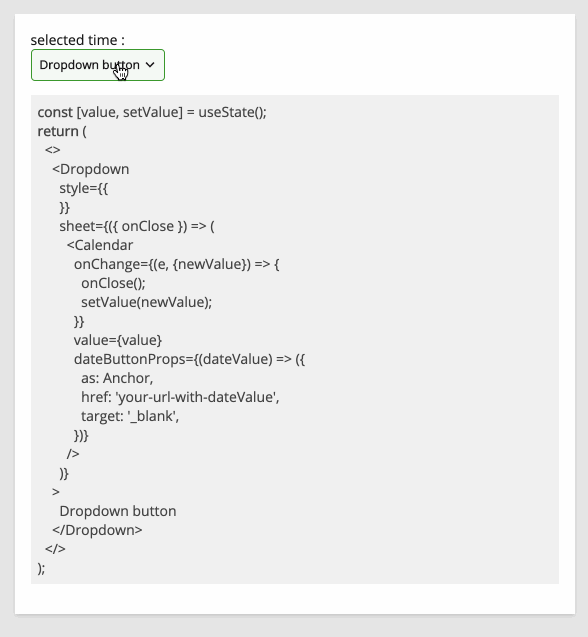 selected time :
Dropdown button
const [value, setValue] = useState();
return (
<>
<Dropdown
style={{
}}
sheet={({ onClose }) => (
<Calendar
onChange={(e, {newValue}) => {
onClose();
setValue(newValue);
}}
value={value}
dateButtonProps={(dateValue) => ({
as: Anchor,
href: 'your-url-with-dateValue',
target: '_blank',
})}
/>
)}
>
Dropdown button
</Dropdown>
</>
);